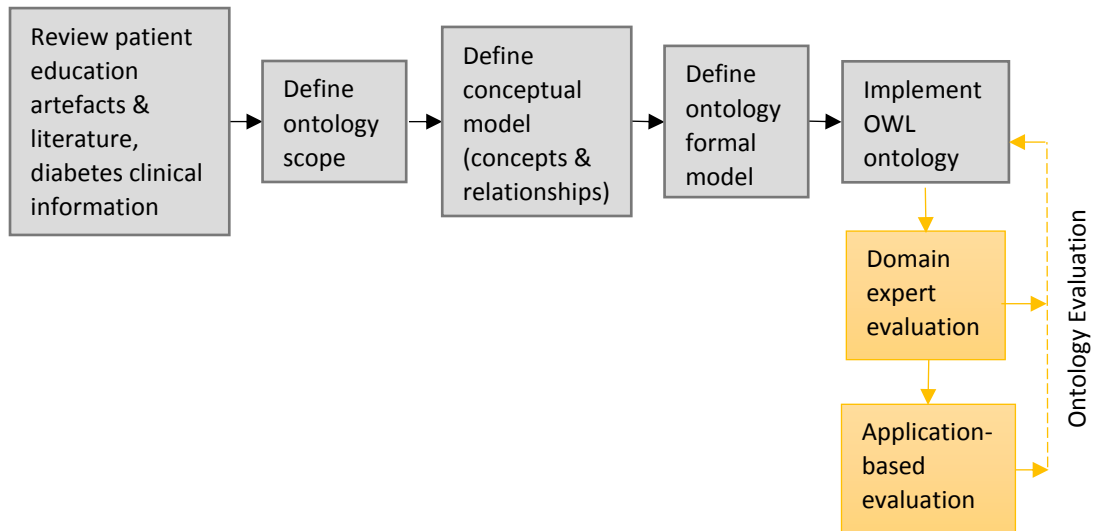 Review patient
education
artefacts &
literature,
diabetes clinical
information
Define
ontology
scope
Define
conceptual
model
(concepts &
relationships)
Define
ontology
formal
model
Implement
OWL
ontology
Domain
expert
evaluation
Application-
based
evaluation
Ontology Evaluation